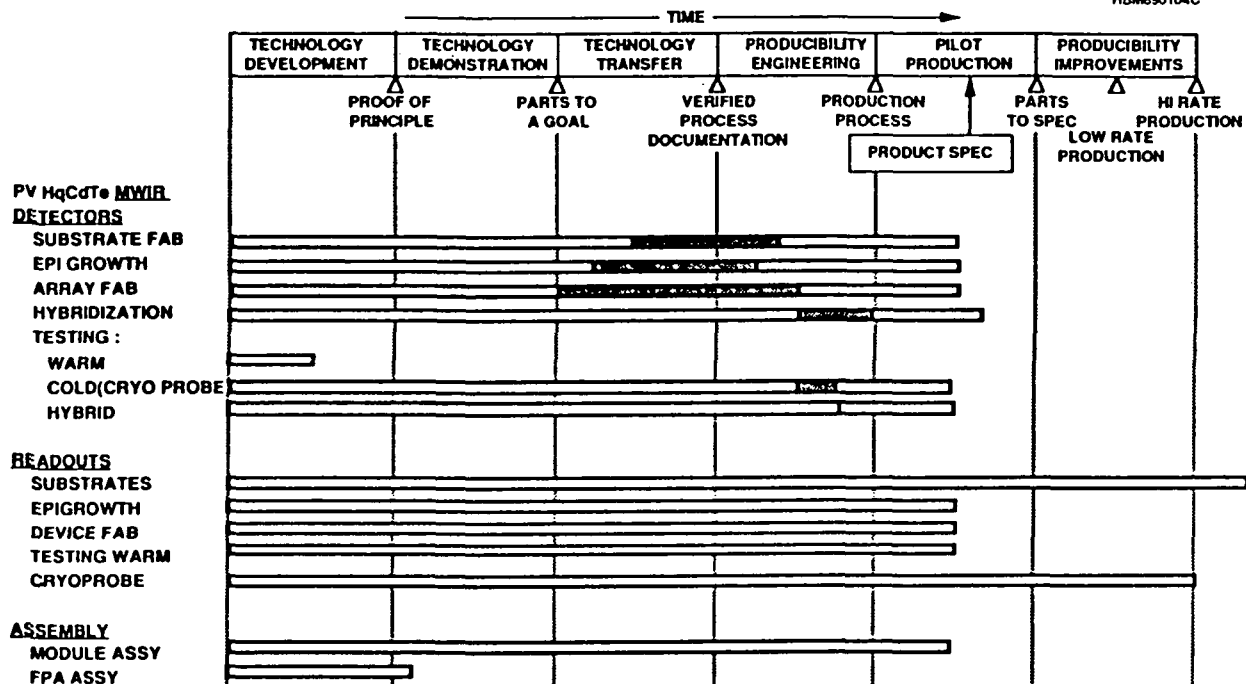 TIME
TECHNOLOGY DEVELOPMENT
TECHNOLOGY DEMONSTRATION
TECHNOLOGY TRANSFER
PRODUCIBILITY ENGINEERING
PILOT PRODUCTION
PRODUCIBILITY IMPROVEMENTS
PROOF OF PRINCIPLE
PARTS TO A GOAL
VERIFIED PROCESS DOCUMENTATION
PRODUCTION PROCESS
PARTS TO SPEC
LOW RATE PRODUCTION
HI RATE PRODUCTION
PRODUCT SPEC
PV HqCdTe MWIR
DETECTORS
SUBSTRATE FAB
EPI GROWTH
ARRAY FAB
HYBRIDIZATION
TESTING :
WARM
COLD(CRYO PROBE
HYBRID
READOUTS
SUBSTRATES
EPIGROWTH
DEVICE FAB
TESTING WARM
CRYOPROBE
ASSEMBLY
MODULE ASSY
FPA ASSY